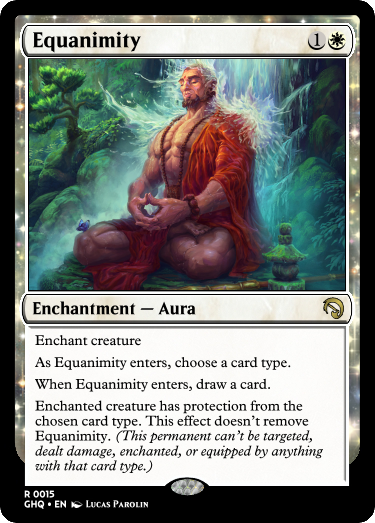 Equanimity 1
Enchantment — Aura
Enchant creature
As Equanimity enters, choose a card type.
When Equanimity enters, draw a card.
Enchanted creature has protection from the
chosen card type. This effect doesn't remove
Equanimity. (This permanent can't be targeted,
dealt damage, enchanted, or equipped by anything
with that card type.)
R 0015
GHQ • EN Lucas Parolin